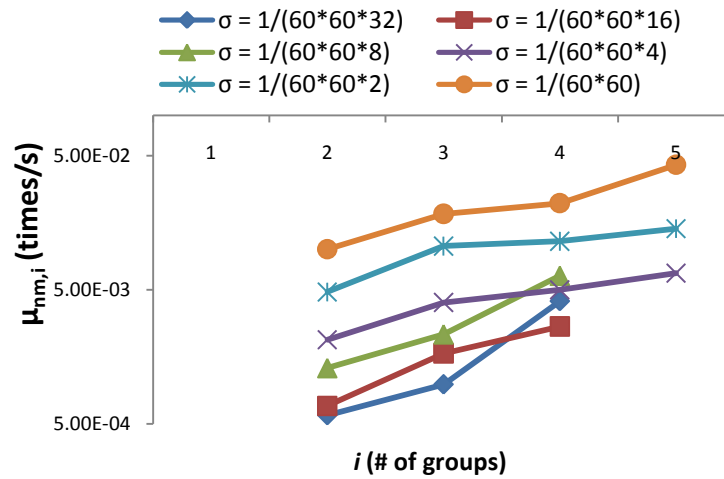 σ = 1/(60*60*32) σ = 1/(60*60*16)
σ = 1/(60*60*8) σ = 1/(60*60*4)
σ = 1/(60*60*2) σ = 1/(60*60)
1 2 3 4 5
5.00E-02
5.00E-03
5.00E-04
μnm,i (times/s)
i (# of groups)